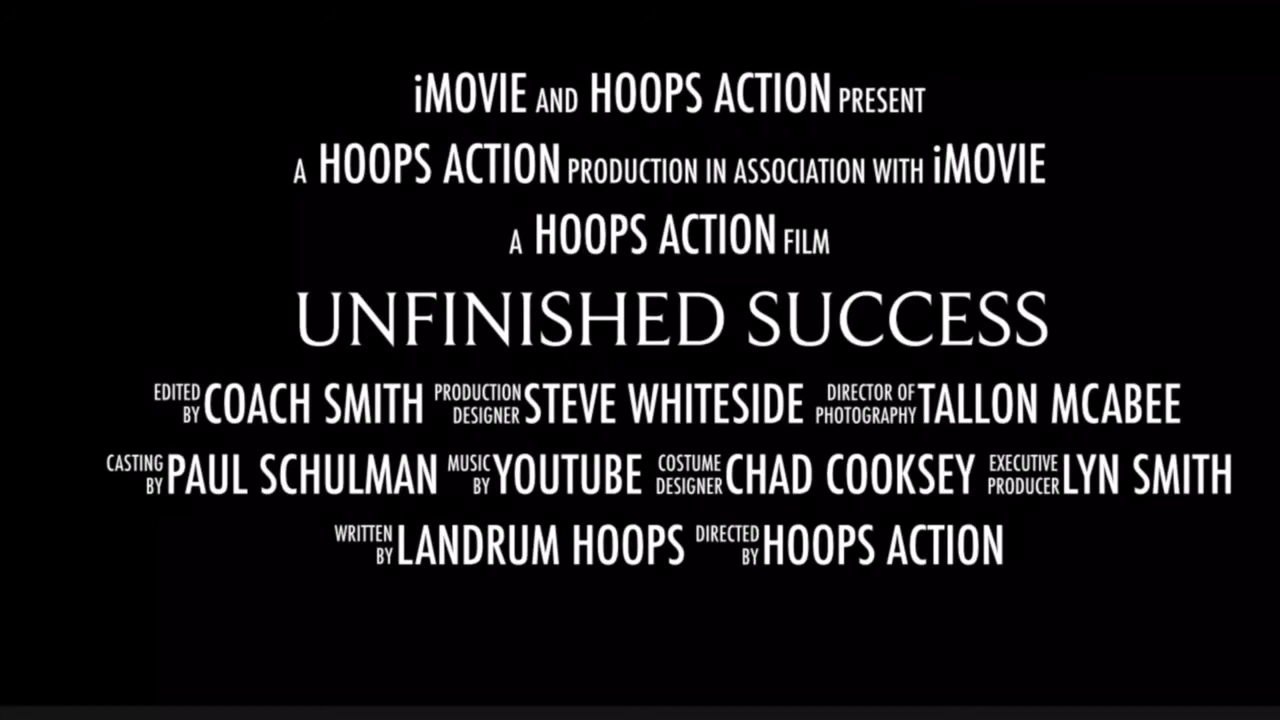 iMOVIE AND HOOPS ACTION PRESENT
A HOOPS ACTION PRODUCTION IN ASSOCIATION WITH iMOVIE
A HOOPS ACTION FILM
UNFINISHED SUCCESS
EDITED BY COACH SMITH PRODUCTION DESIGNER STEVE WHITESIDE DIRECTOR OF PHOTOGRAPHY TALLON MCABEE
CASTING BY PAUL SCHULMAN MUSIC BY YOUTUBE COSTUME DESIGNER CHAD COOKSEY EXECUTIVE PRODUCER LYN SMITH
WRITTEN BY LANDRUM HOOPS DIRECTED BY HOOPS ACTION